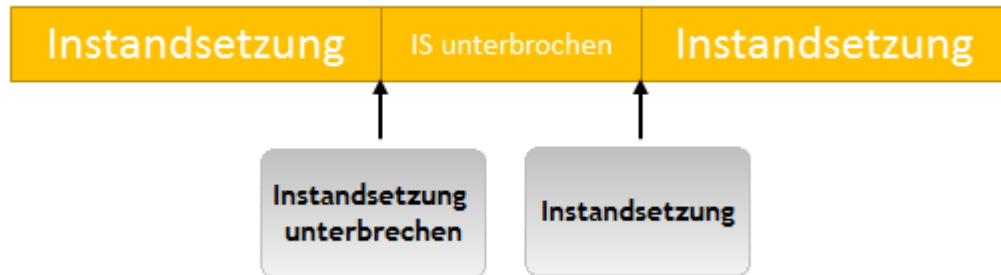 Instandsetzung
IS unterbrochen
Instandsetzung
Instandsetzung
unterbrechen
Instandsetzung